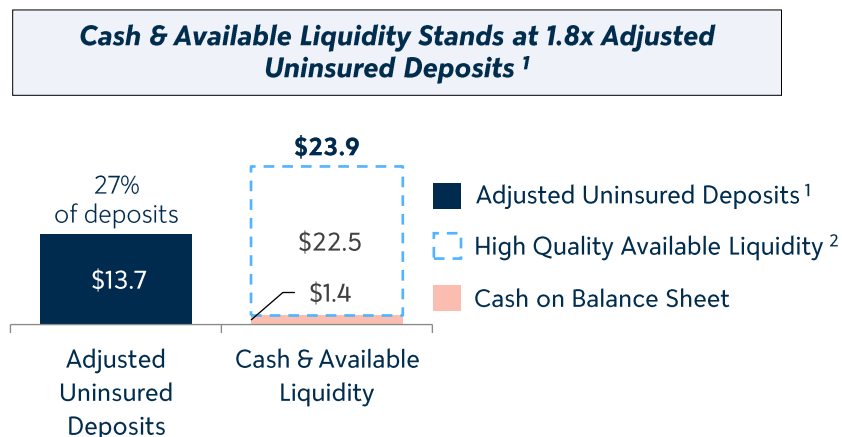 Cash & Available Liquidity Stands at 1.8x Adjusted
Uninsured Deposits ¹
$23.9
27%
of deposits
$13.7
$22.5
$1.4
Adjusted Uninsured Deposits ¹
High Quality Available Liquidity ²
Cash on Balance Sheet
Adjusted
Uninsured
Deposits
Cash & Available
Liquidity